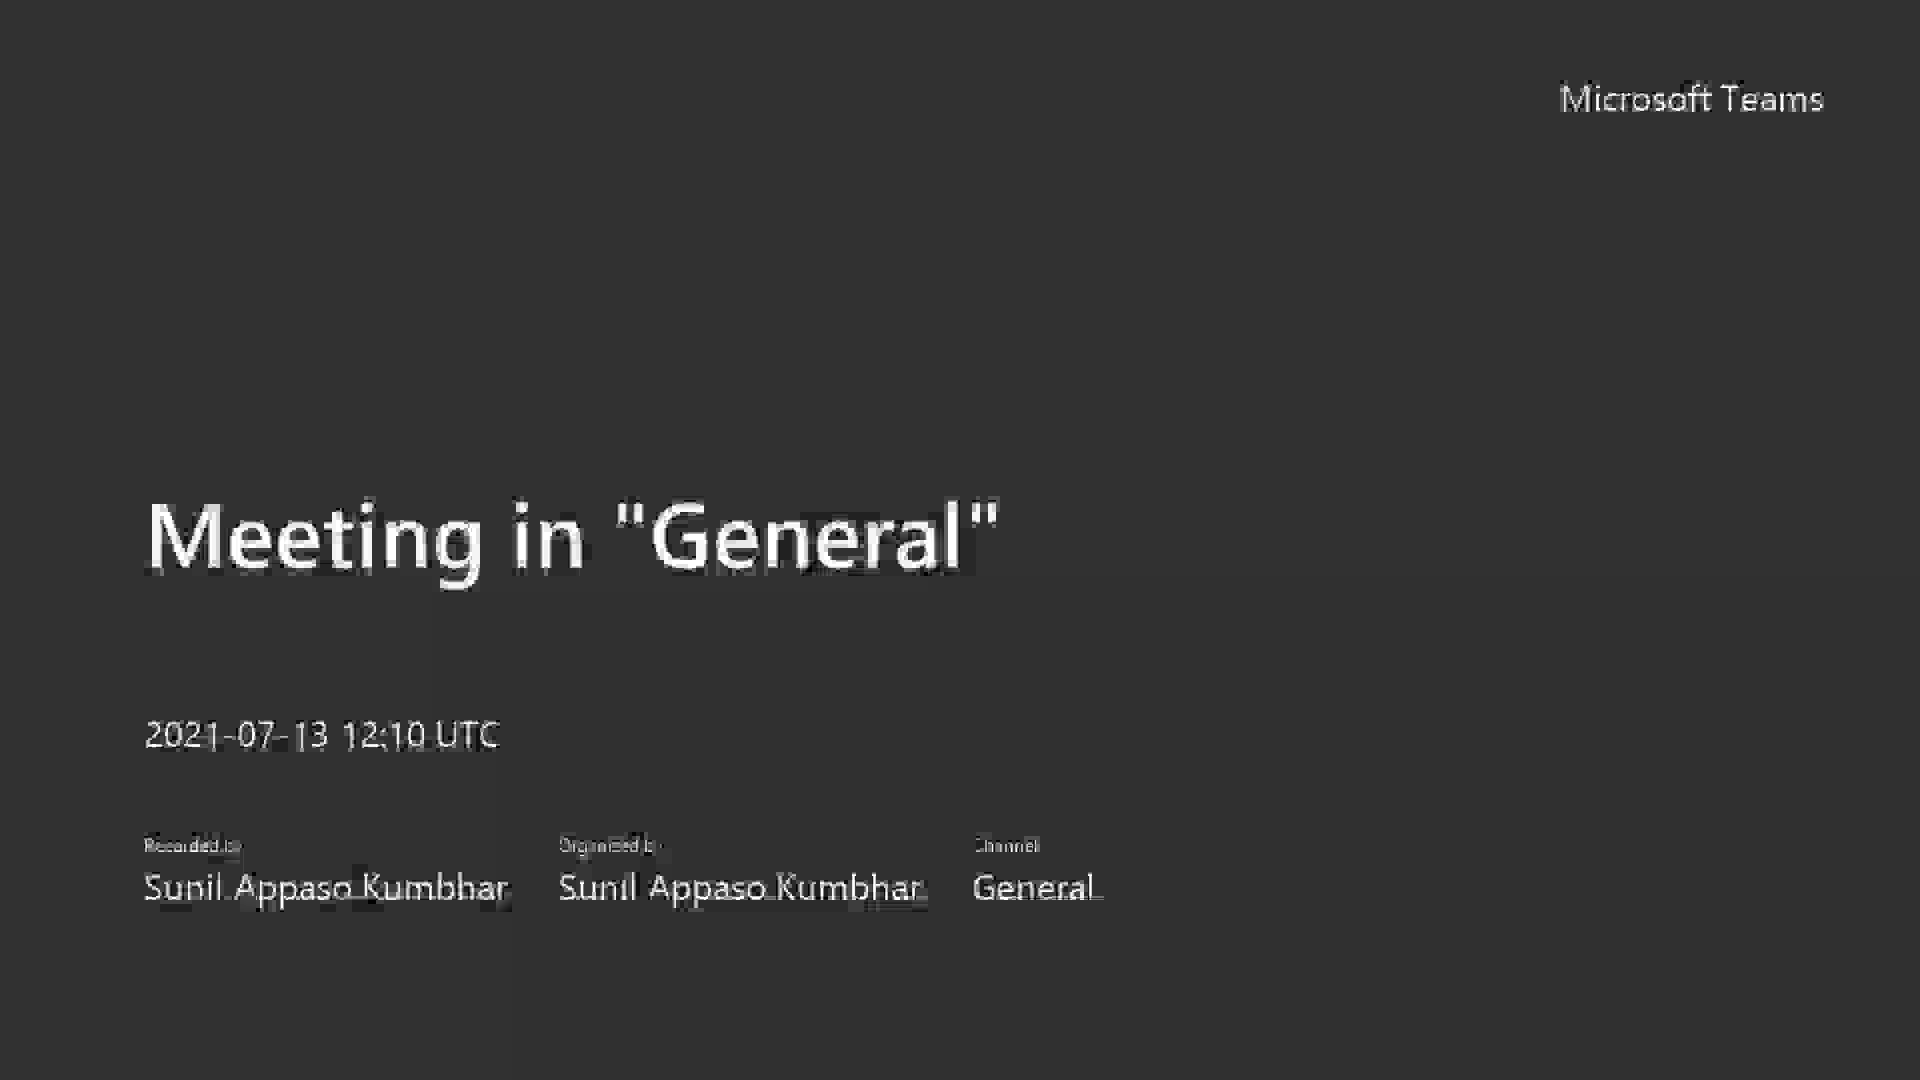 Microsoft Teams
Meeting in "General"
2021-07-13 12:10 UTC
Recorded by Organized by Channel
Sunil Appaso Kumbhar Sunil Appaso Kumbhar General